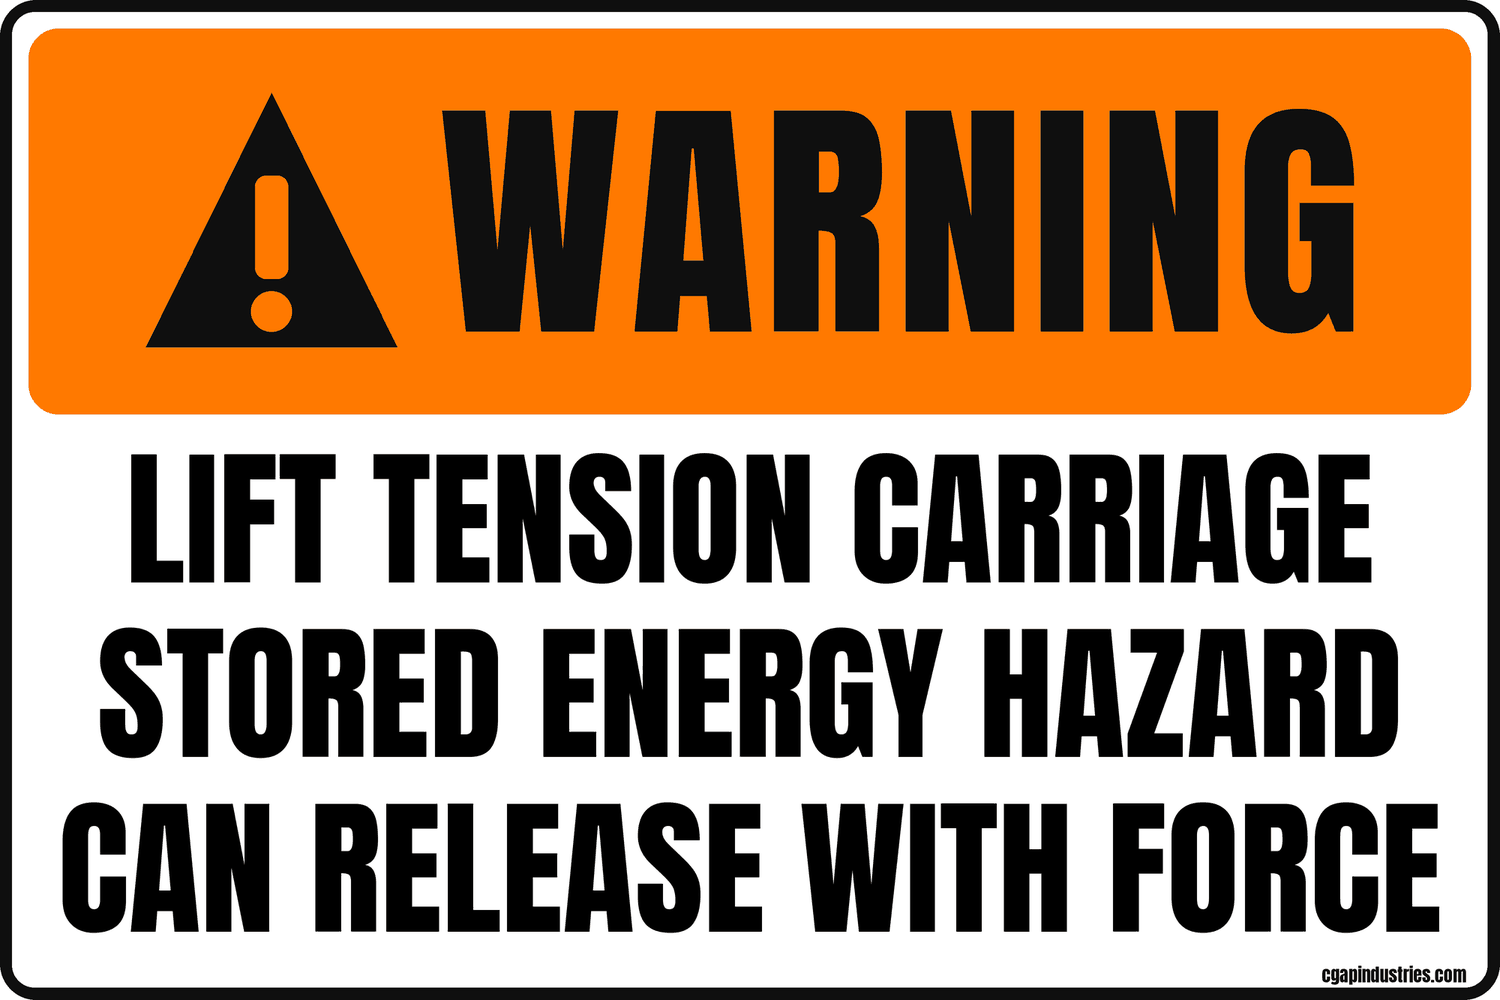 WARNING
LIFT TENSION CARRIAGE
STORED ENERGY HAZARD
CAN RELEASE WITH FORCE
cgapindustries.com